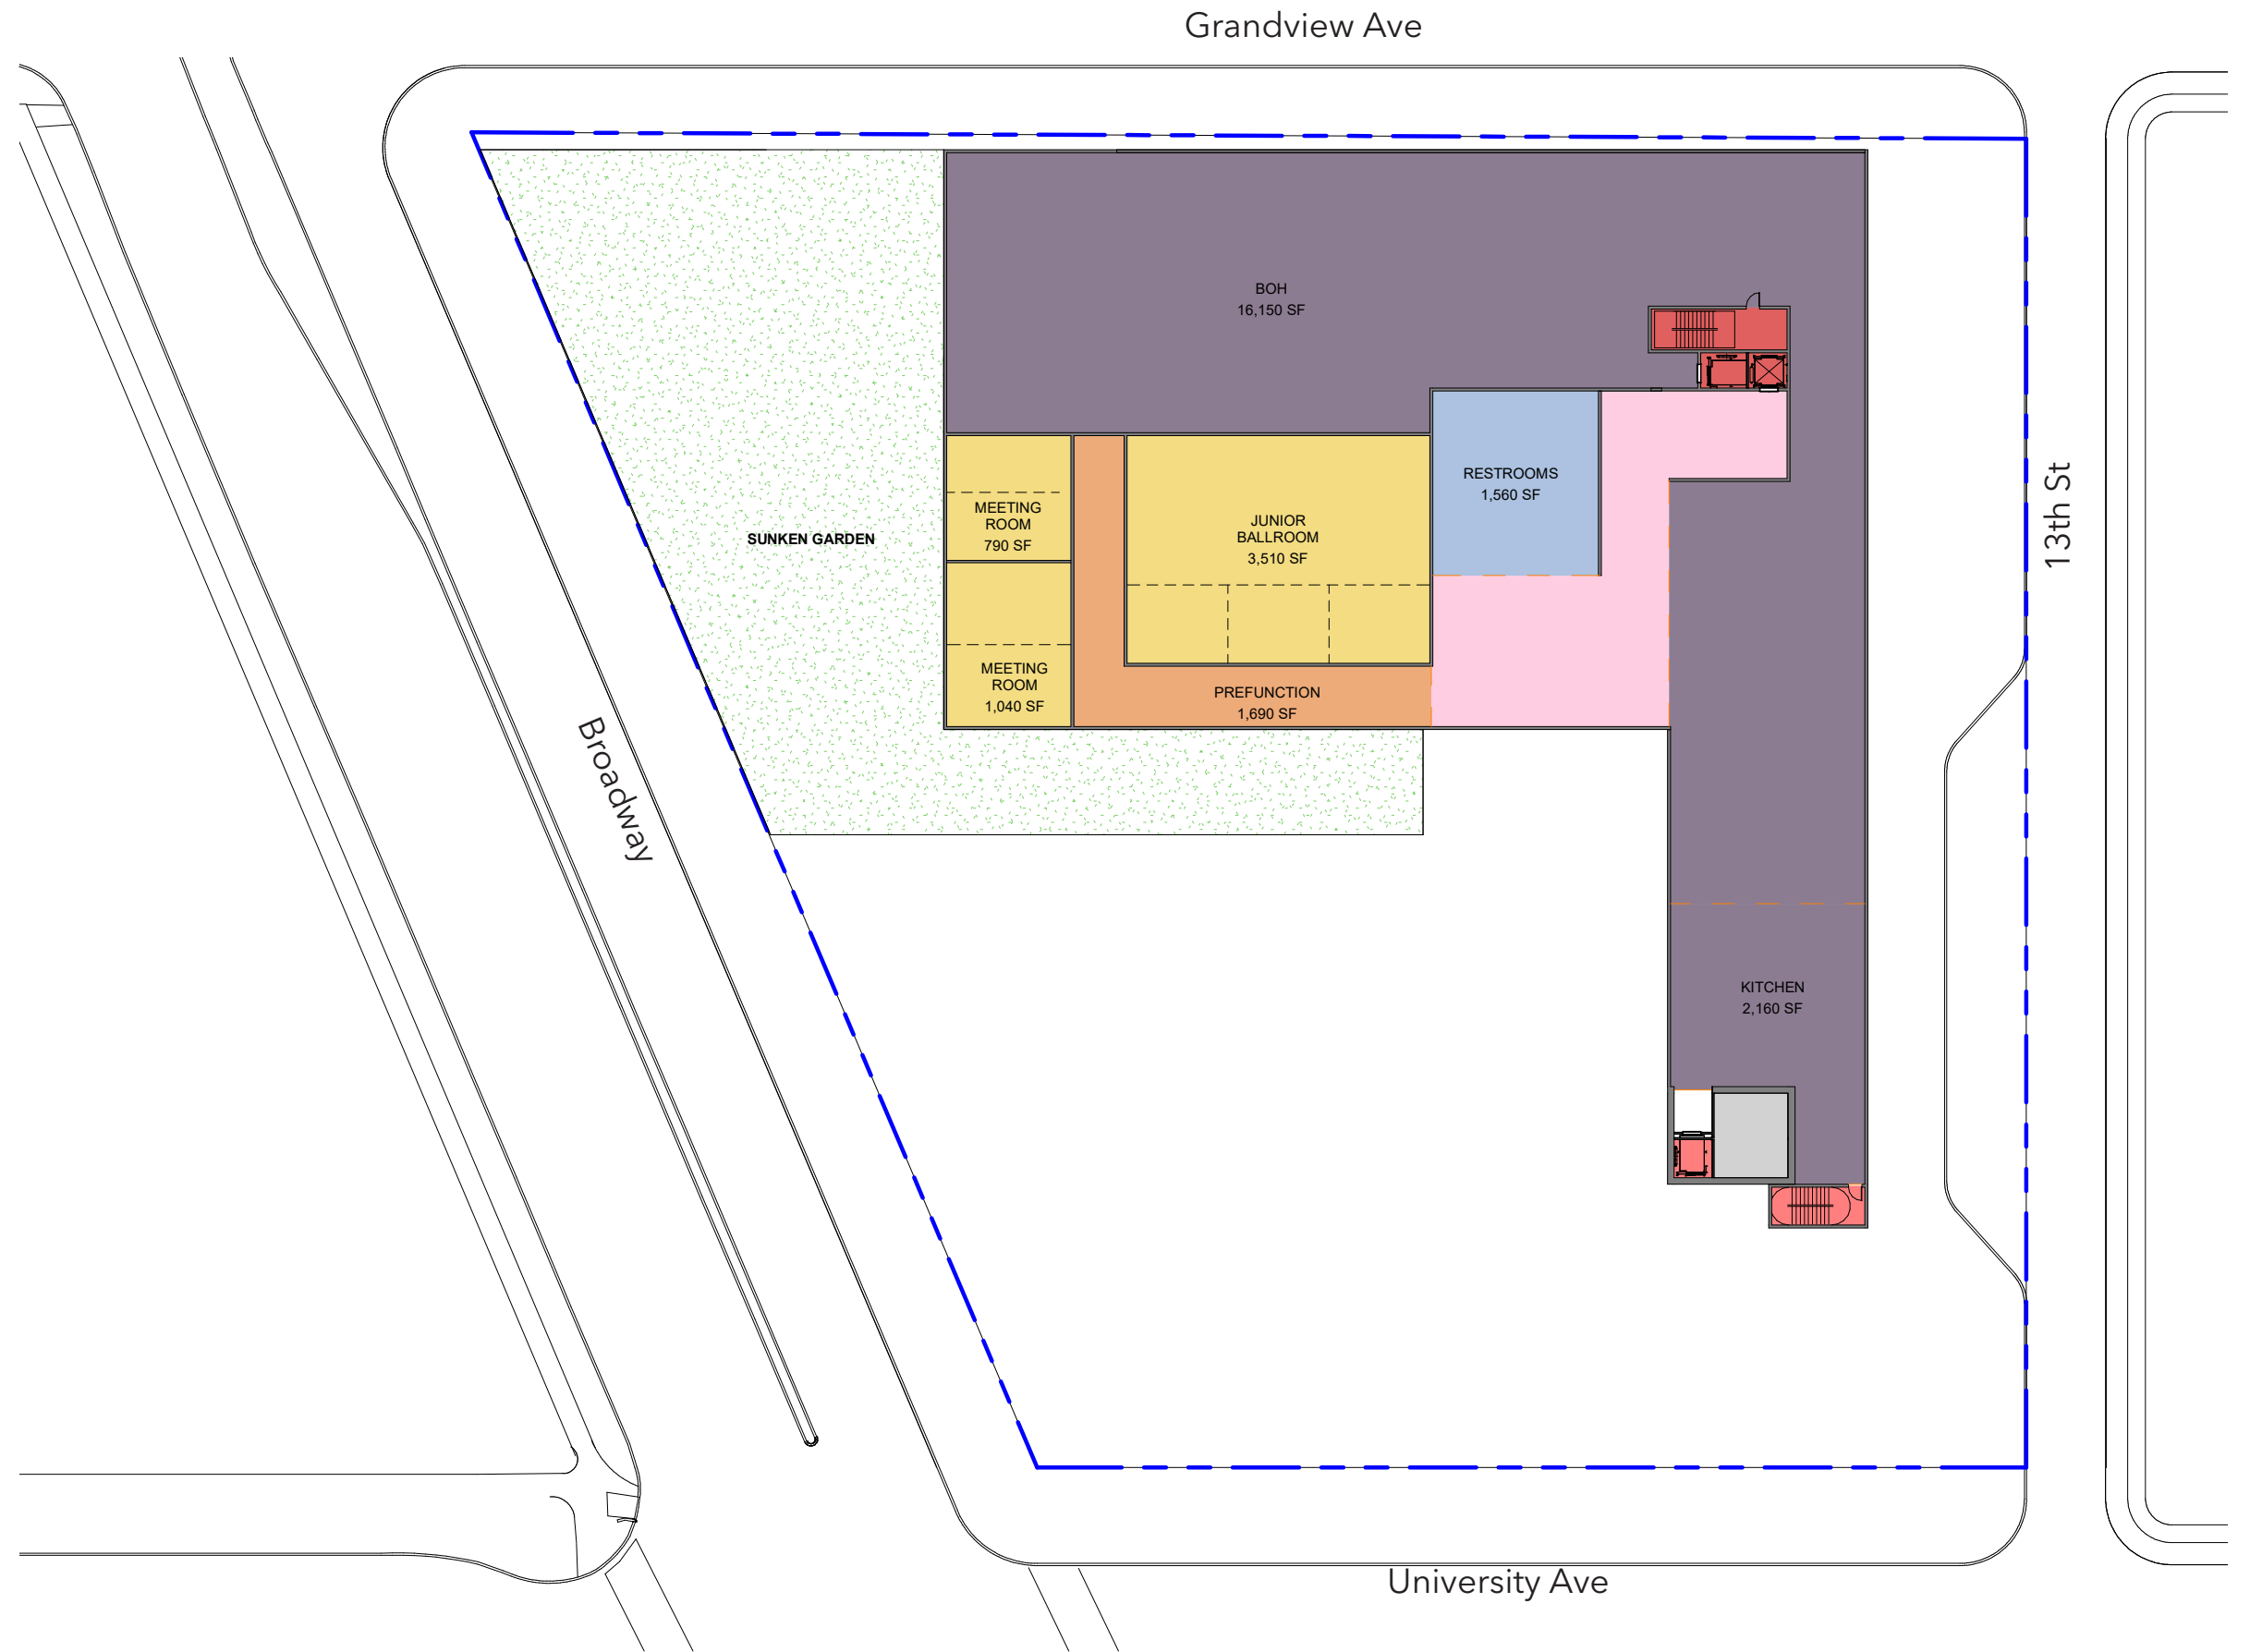 Grandview Ave
BOH
16,150 SF
RESTROOMS
1,560 SF
MEETING
ROOM
790 SF
JUNIOR
BALLROOM
3,510 SF
SUNKEN GARDEN
13th St
MEETING
ROOM
1,040 SF
PREFUNCTION
1,690 SF
Broadway
KITCHEN
2,160 SF
University Ave